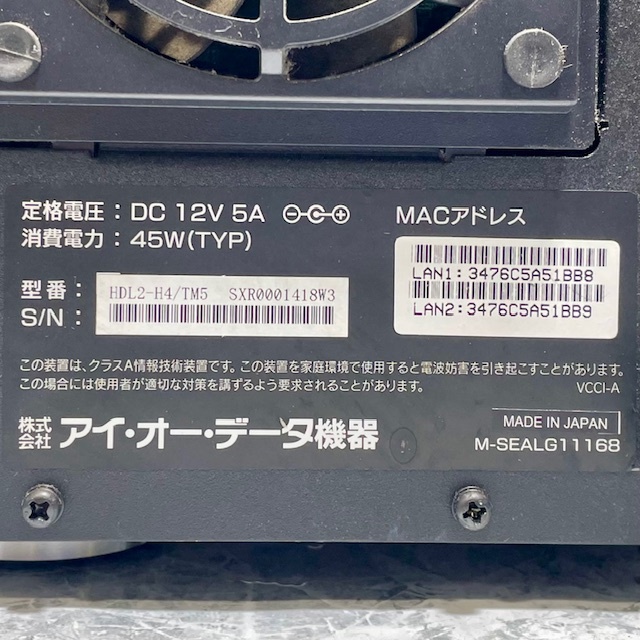 定格電圧 : DC 12V 5A
消費電力 : 45W(TYP)
MACアドレス
LAN1:3476C5A51BB8
LAN2:3476C5A51BB9
型番 : HDL2-H4/TM5 SXR0001418W3
S/N :
この装置は、クラスA情報技術装置です。この装置を家庭環境で使用すると電波妨害を引き起こすことがあります。
この場合には使用者が適切な対策を講ずるよう要求されることがあります。 VCCI-A
株式会社 アイ・オー・データ機器
MADE IN JAPAN
M-SEALG11168